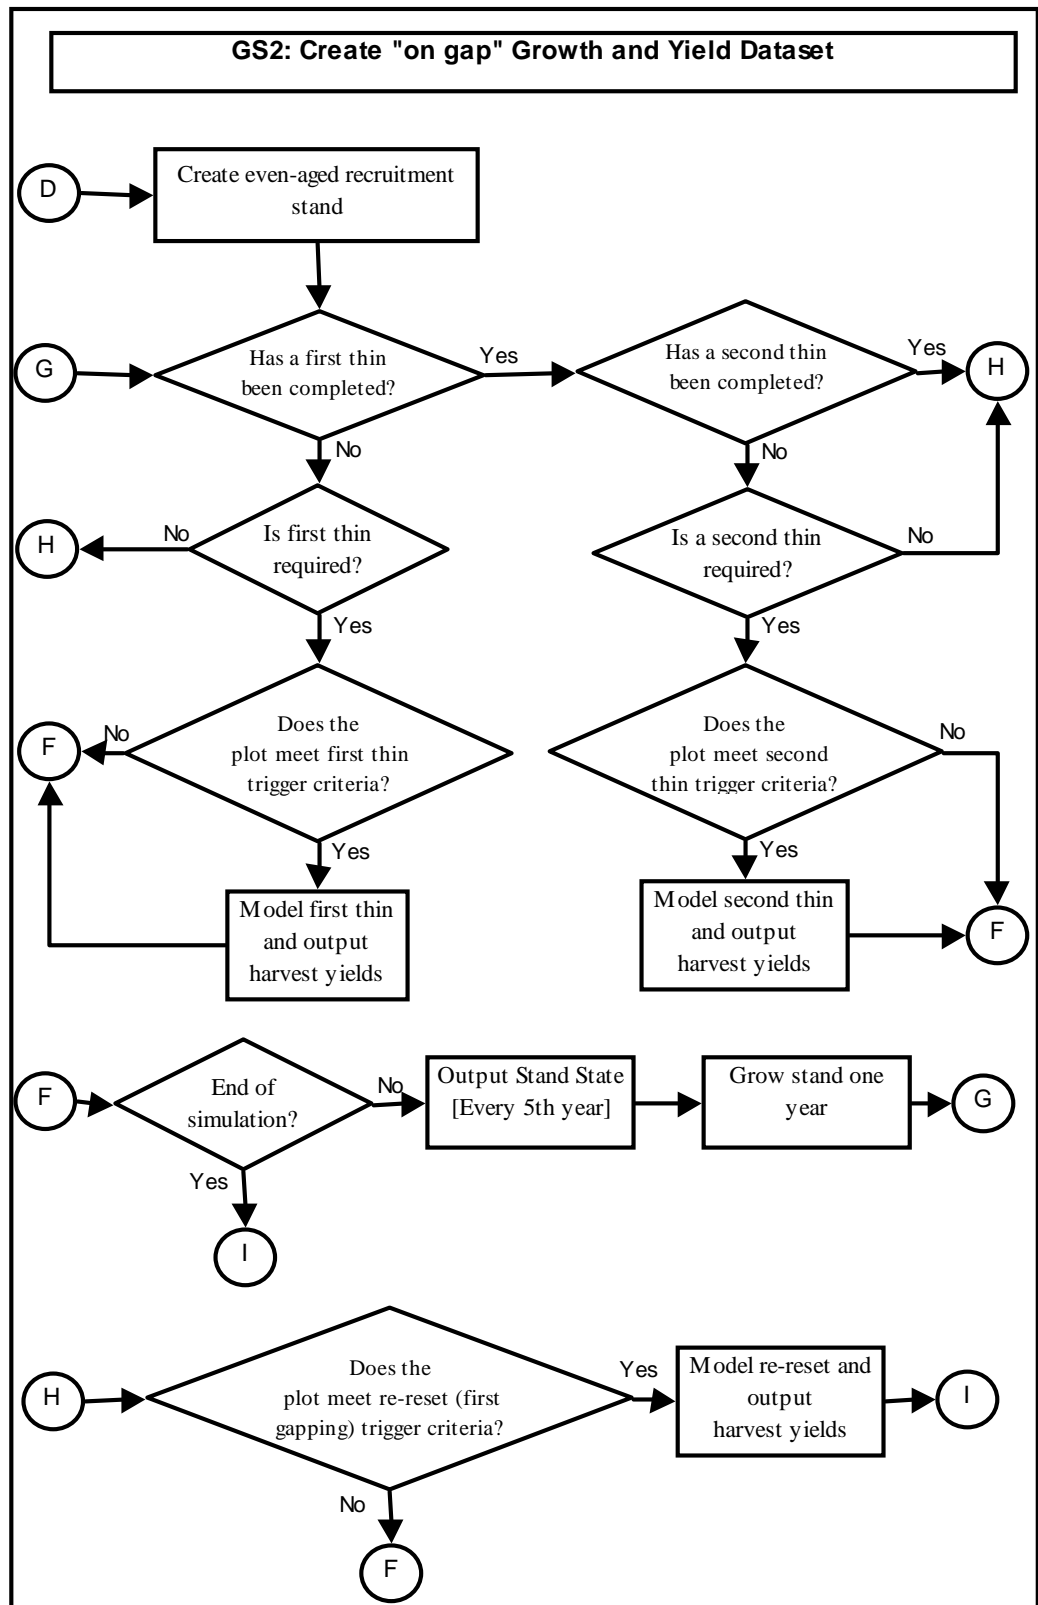 GS2: Create "on gap" Growth and Yield Dataset
D
Create even-aged recruitment
stand
G
Has a first thin
been completed?
Yes
Has a second thin
been completed?
Yes
H
No
No
H
No
Is first thin
required?
Is a second thin
required?
No
Yes
Yes
F
No
Does the
plot meet first thin
trigger criteria?
Does the
plot meet second
thin trigger criteria?
No
Yes
Yes
Model first thin
and output
harvest yields
Model second thin
and output
harvest yields
F
F
End of
simulation?
No
Output Stand State
[Every 5th year]
Grow stand one
year
G
Yes
I
H
Does the
plot meet re-reset (first
gapping) trigger criteria?
Yes
Model re-reset and
output
harvest yields
I
No
F